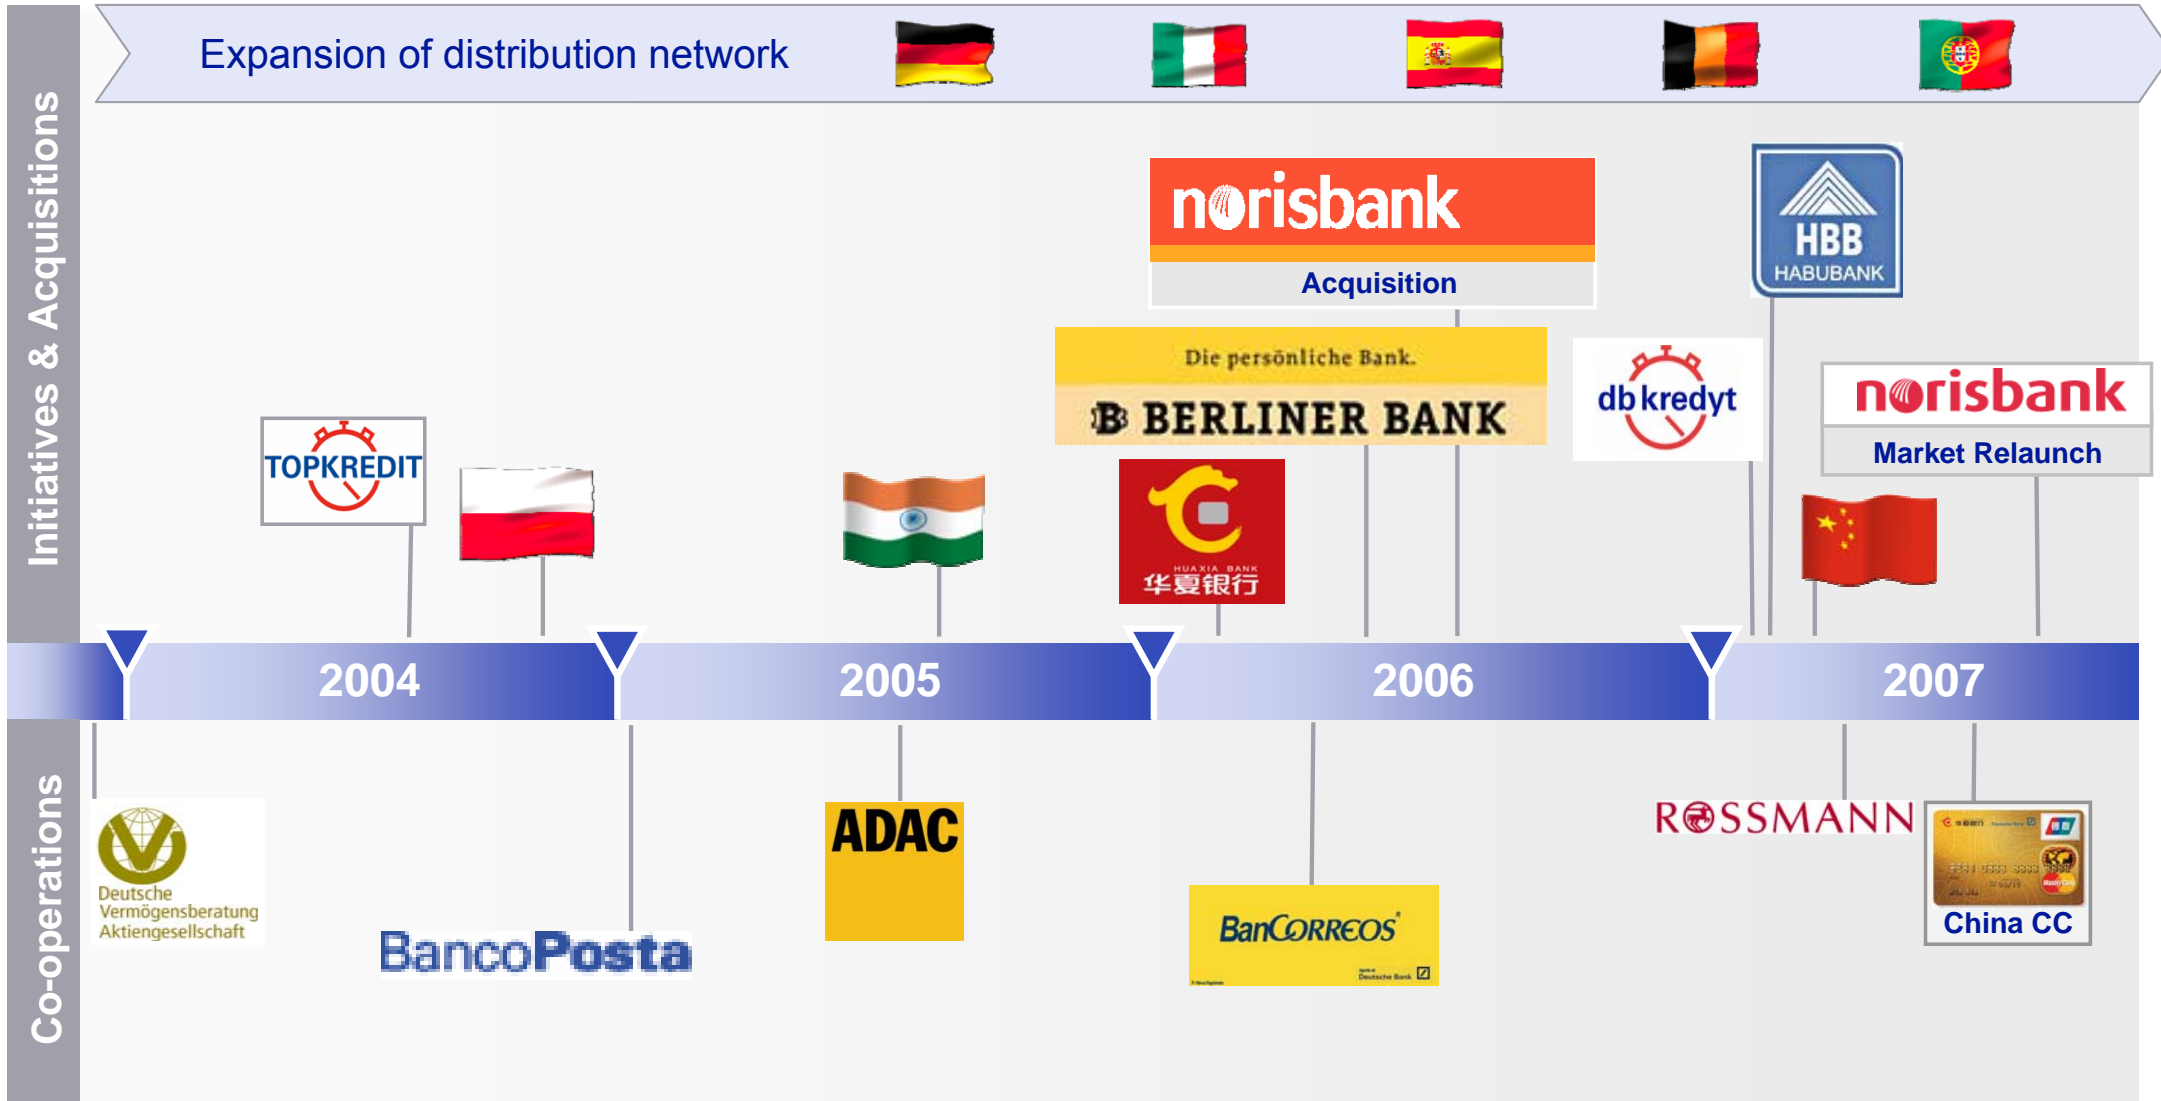 Expansion of distribution network
Initiatives & Acquisitions
norisbank
Acquisition
HBB
HABUBANK
Die persönliche Bank.
B BERLINER BANK
db kredyt
norisbank
Market Relaunch
TOPKREDIT
HUAXIA BANK
华夏银行
2004
2005
2006
2007
Co-operations
Deutsche
Vermögensberatung
Aktiengesellschaft
BancoPosta
ADAC
BanCORREOS
Deutsche Bank
ROSSMANN
China CC